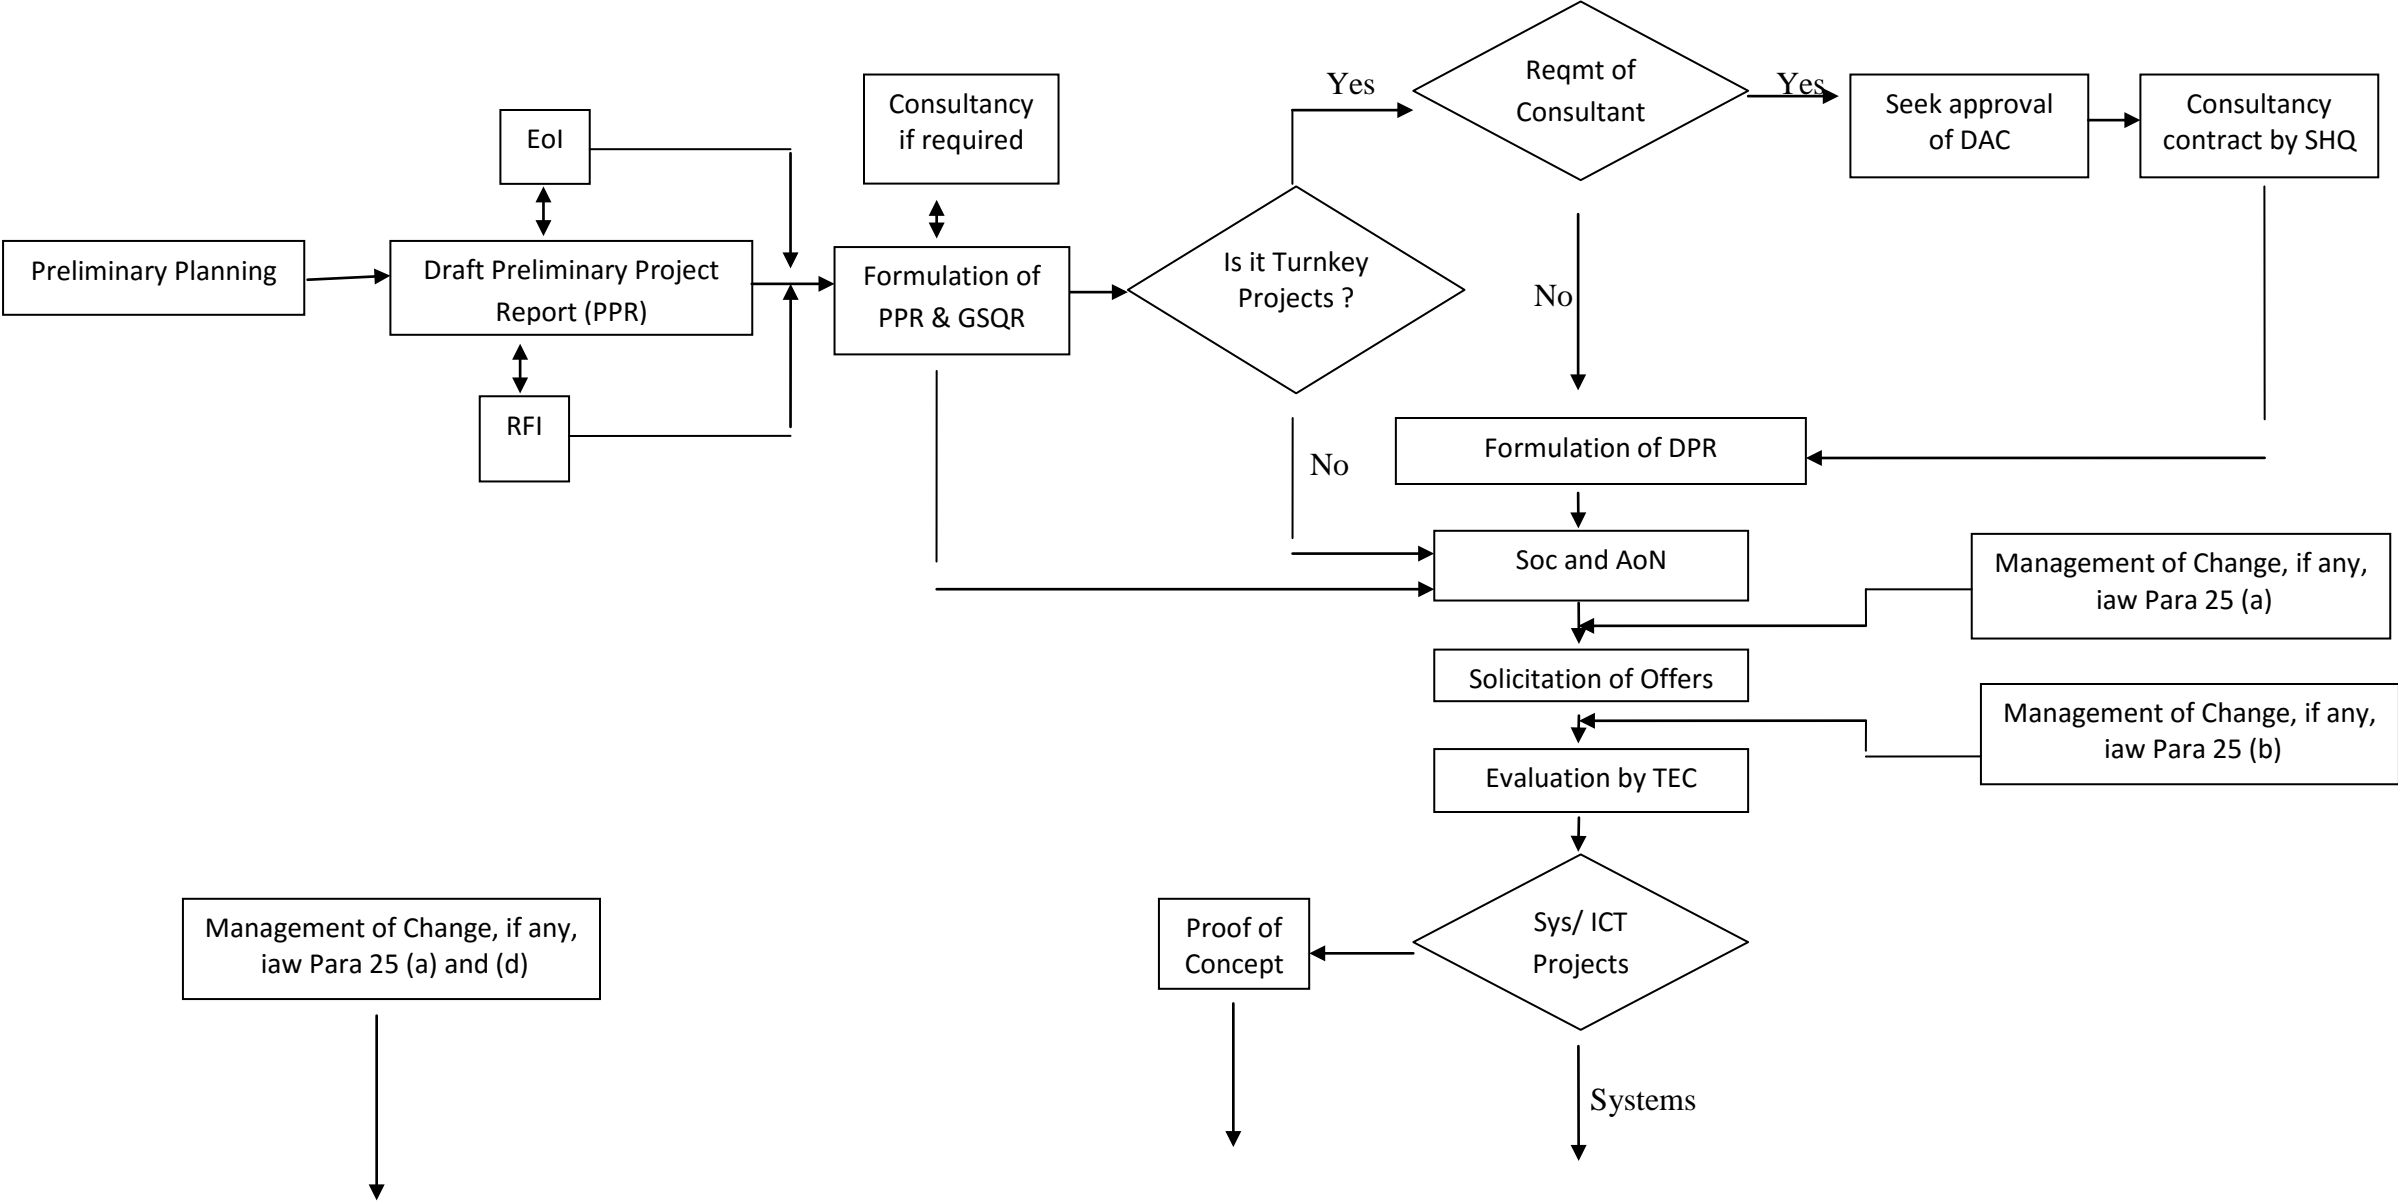 Reqmt of
Consultant
Yes
Yes
Seek approval
of DAC
Consultancy
contract by SHQ
Consultancy
if required
EoI
Preliminary Planning
Draft Preliminary Project
Report (PPR)
Formulation of
PPR & GSQR
Is it Turnkey
Projects ?
No
RFI
No
Formulation of DPR
Soc and AoN
Management of Change, if any,
iaw Para 25 (a)
Solicitation of Offers
Management of Change, if any,
iaw Para 25 (b)
Evaluation by TEC
Management of Change, if any,
iaw Para 25 (a) and (d)
Proof of
Concept
Sys/ ICT
Projects
Systems